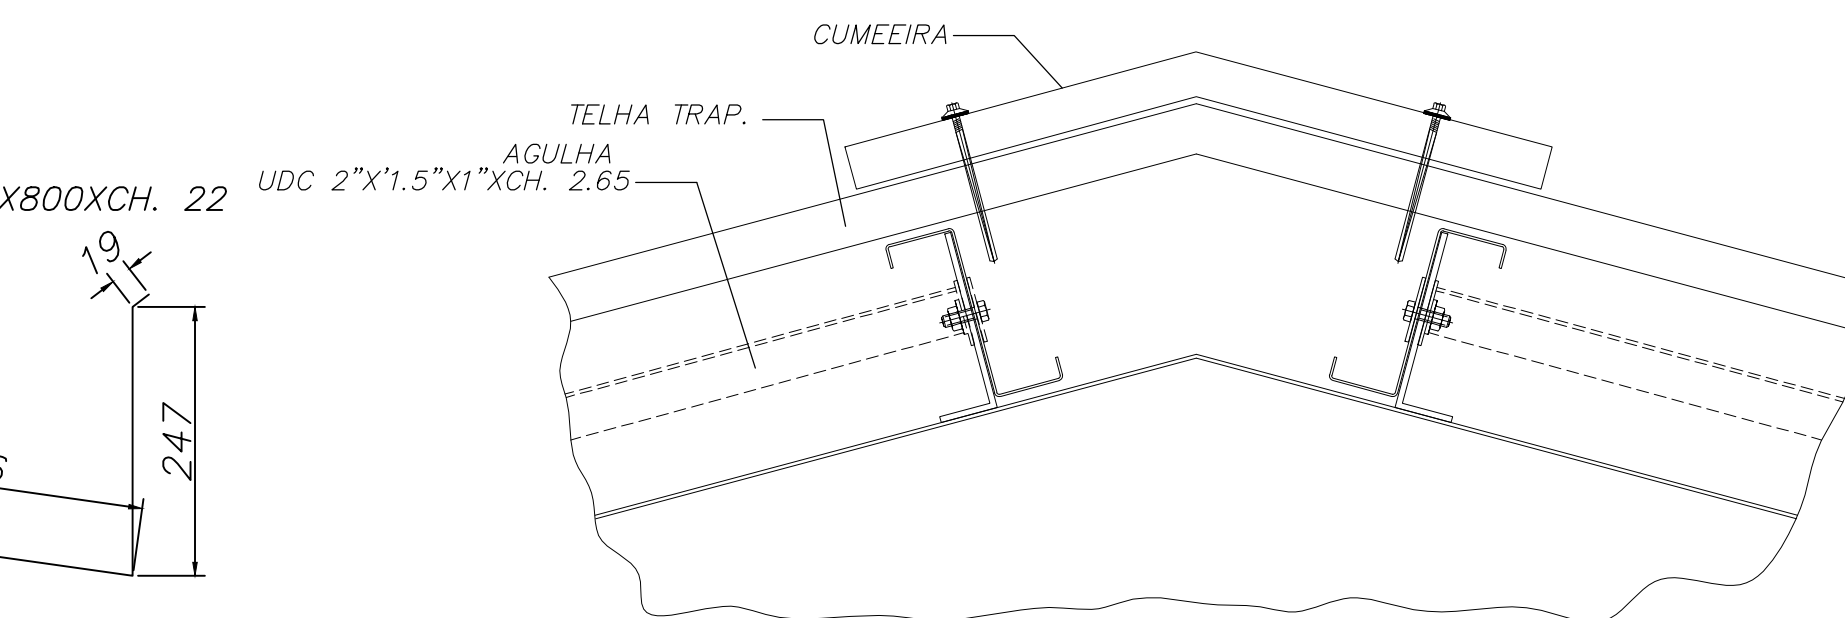 CUMEEIRA
TELHA TRAP.
AGULHA
UDC 2”X’1.5”X1”XCH. 2.65
X800XCH. 22
19
247